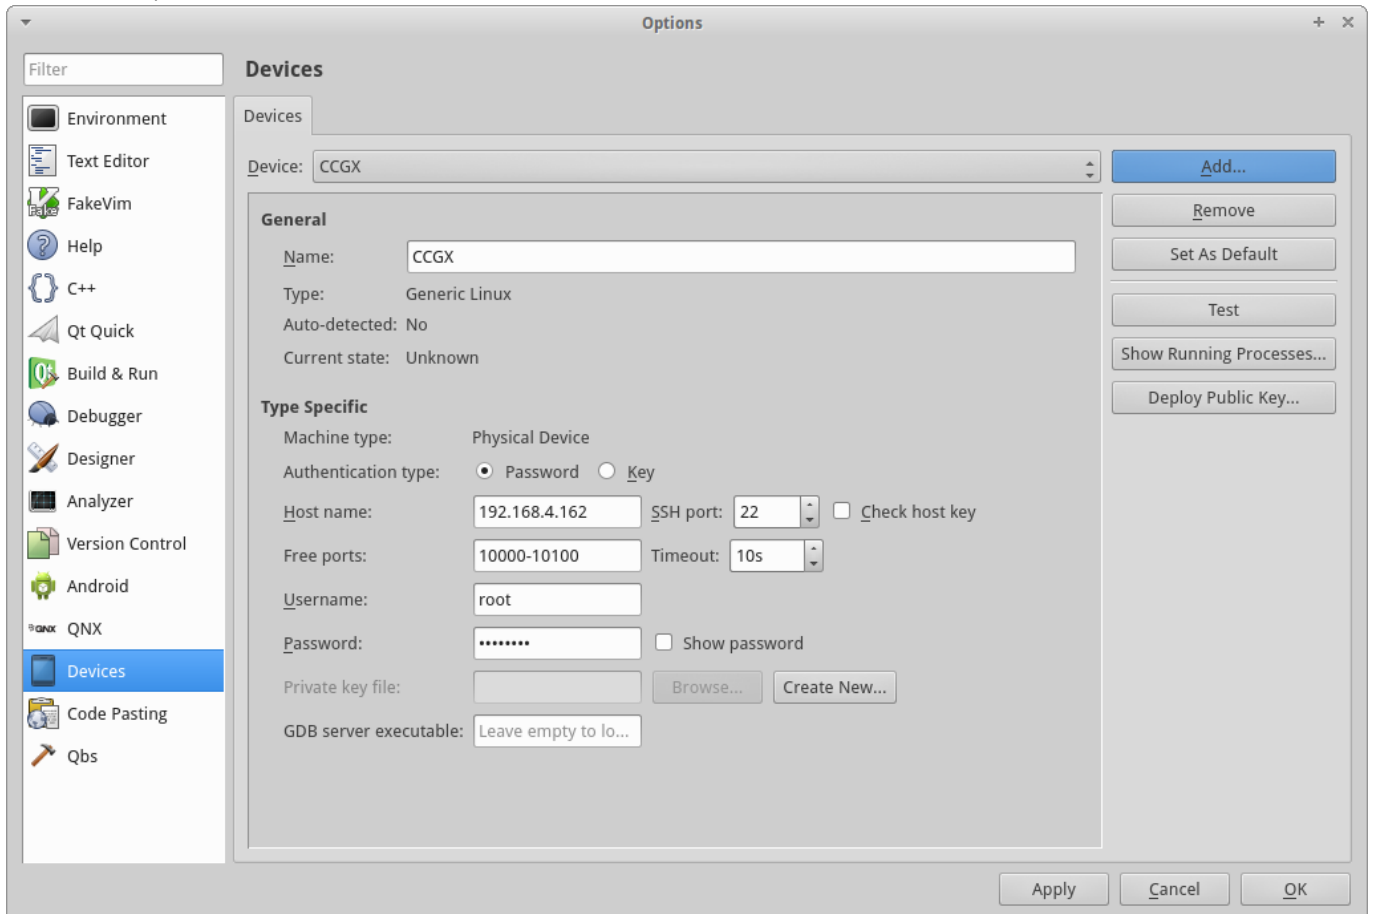 Options
Filter
Devices
Environment
Text Editor
FakeVim
Help
C++
Qt Quick
Build & Run
Debugger
Designer
Analyzer
Version Control
Android
QNX
Devices
Code Pasting
Qbs
Devices
Device: CCGX
General
Name: CCGX
Type: Generic Linux
Auto-detected: No
Current state: Unknown
Type Specific
Machine type: Physical Device
Authentication type: Password Key
Host name: 192.168.4.162 SSH port: 22 Check host key
Free ports: 10000-10100 Timeout: 10s
Username: root
Password: •••••••• Show password
Private key file: Browse... Create New...
GDB server executable: Leave empty to lo...
Add...
Remove
Set As Default
Test
Show Running Processes...
Deploy Public Key...
Apply Cancel OK